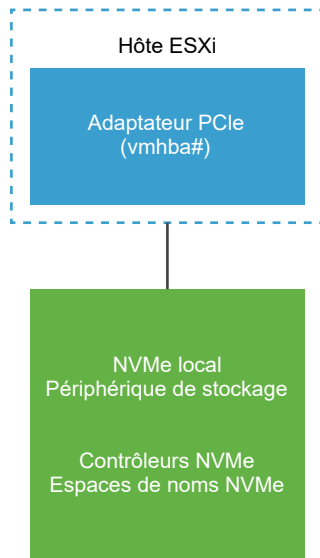 Hôte ESXi
Adaptateur PCIe
(vmhba#)
NVMe local
Périphérique de stockage
Contrôleurs NVMe
Espaces de noms NVMe